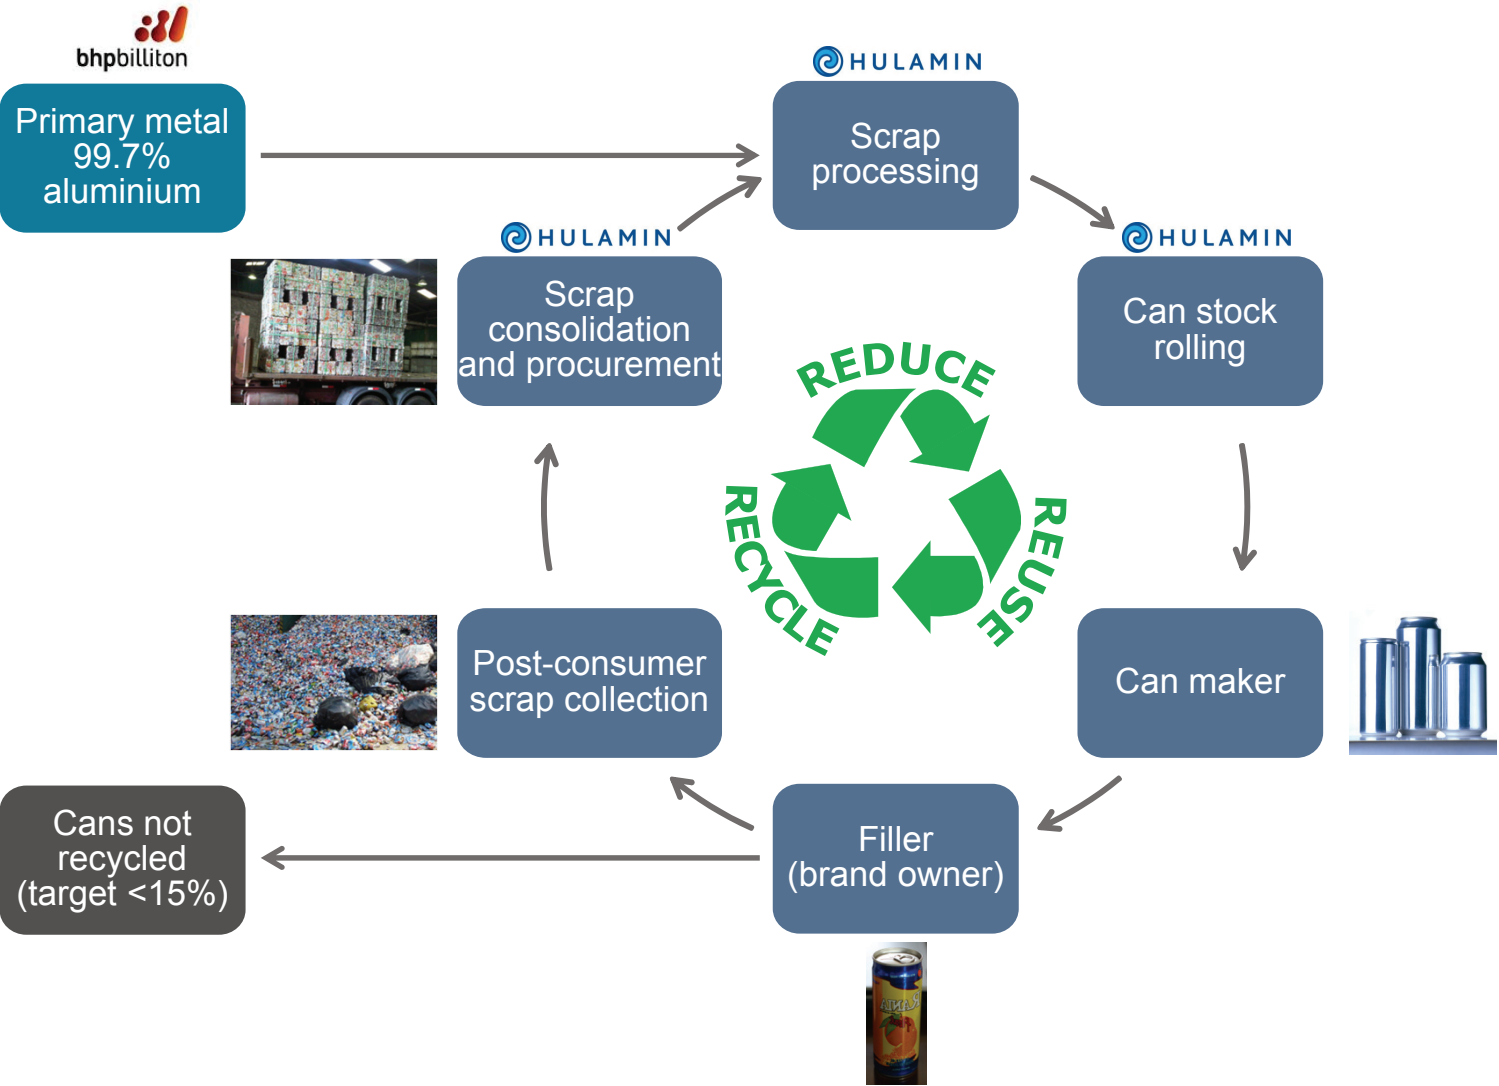 bhpbilliton
Primary metal
99.7%
aluminium
HULAMIN
Scrap
processing
HULAMIN
Scrap
consolidation
and procurement
HULAMIN
Can stock
rolling
REDUCE
REUSE
RECYCLE
Post-consumer
scrap collection
Can maker
Cans not
recycled
(target <15%)
Filler
(brand owner)
RANIA